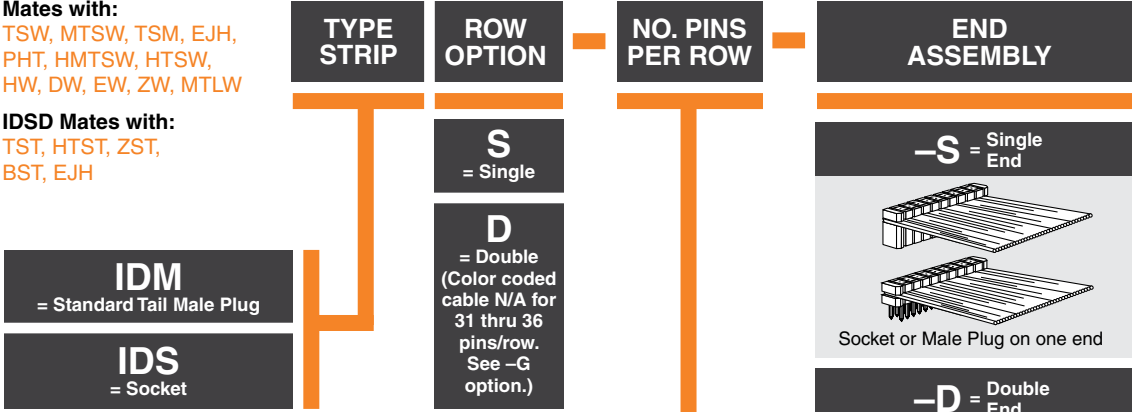 Mates with:
TSW, MTSW, TSM, EJH,
PHT, HMTSW, HTSW,
HW, DW, EW, ZW, MTLW
IDSD Mates with:
TST, HTST, ZST,
BST, EJH
TYPE
STRIP
IDM
= Standard Tail Male Plug
IDS
= Socket
ROW
OPTION
S
= Single
D
= Double
(Color coded
cable N/A for
31 thru 36
pins/row.
See –G
option.)
NO. PINS
PER ROW
END
ASSEMBLY
–S = Single
End
Socket or Male Plug on one end
–D = Double
End